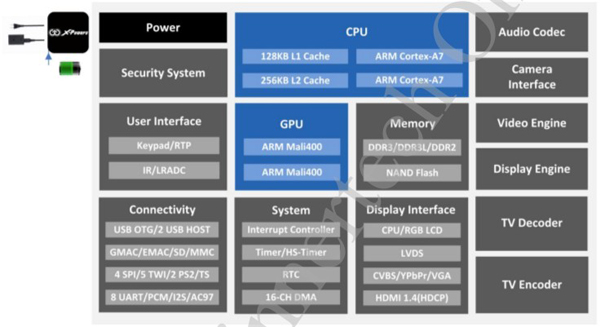 X-Powers
Power
CPU
128KB L1 Cache
ARM Cortex-A7
256KB L2 Cache
ARM Cortex-A7
Audio Codec
Security System
Camera
Interface
User Interface
Keypad/RTP
IR/LRADC
GPU
ARM Mali400
ARM Mali400
Memory
DDR3/DDR3L/DDR2
NAND Flash
Video Engine
Display Engine
Connectivity
USB OTG/2 USB HOST
GMAC/EMAC/SD/MMC
4 SPI/5 TWI/2 PS2/TS
8 UART/PCM/I2S/AC97
System
Interrupt Controller
Timer/HS-Timer
RTC
16-CH DMA
Display Interface
CPU/RGB LCD
LVDS
CVBS/YPbPr/VGA
HDMI 1.4(HDCP)
TV Decoder
TV Encoder